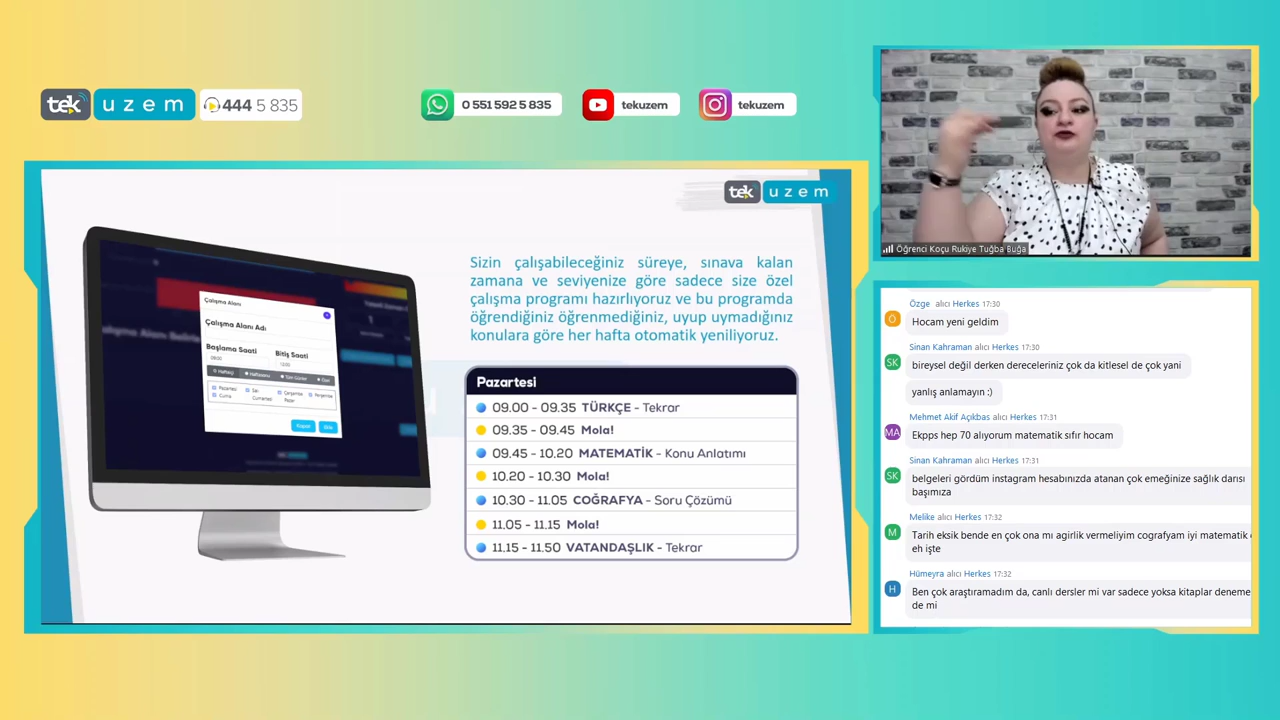 tek uzem 444 5 835
0 551 592 5 835
tekuzem
tekuzem
tek uzem
Çalışma Alanı
Çalışma Alanı Adı
Başlama Saati Bitiş Saati
Sizin çalışabileceğiniz süreye, sınava kalan
zamana ve seviyenize göre sadece size özel
çalışma programı hazırlıyoruz ve bu programda
öğrendiğiniz öğrenmediğiniz, uyup uymadığınız
konulara göre her hafta otomatik yeniliyoruz.
Pazartesi
09.00 - 09.35 TÜRKÇE - Tekrar
09.35 - 09.45 Mola!
09.45 - 10.20 MATEMATİK - Konu Anlatımı
10.20 - 10.30 Mola!
10.30 - 11.05 COĞRAFYA - Soru Çözümü
11.05 - 11.15 Mola!
11.15 - 11.50 VATANDAŞLIK - Tekrar
Öğrenci Koçu Rukiye Tuğba Buğa
Özge alıcı Herkes 17:30
Ö
Hocam yeni geldim
Sinan Kahraman alıcı Herkes 17:30
SK
bireysel değil derken dereceleriniz çok da kitlesel de çok yani
yanlış anlamayın :)
Mehmet Akif Açıkbas alıcı Herkes 17:31
MA
Ekpps hep 70 alıyorum matematik sıfır hocam
Sinan Kahraman alıcı Herkes 17:31
SK
belgeleri gördüm instagram hesabınızda atanan çok emeğinize sağlık darısı
başımıza
Melike alıcı Herkes 17:32
M
Tarih eksik bende en çok ona mı agirlik vermeliyim cografyam iyi matematik
eh işte
Hümeyra alıcı Herkes 17:32
H
Ben çok araştıramadım da, canlı dersler mi var sadece yoksa kitaplar deneme
de mi